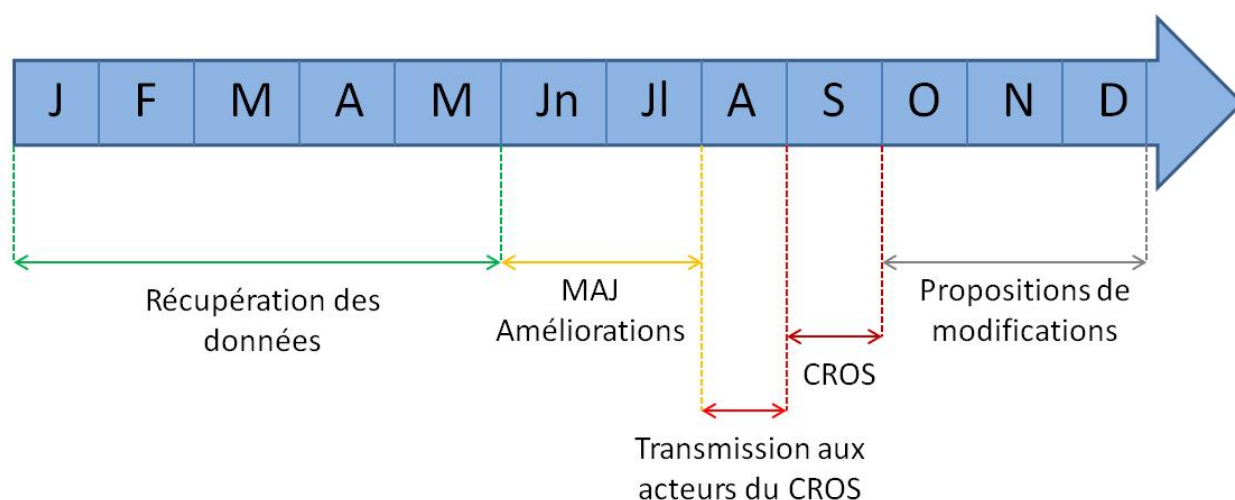 J F M A M Jn Jl A S O N D
Récupération des
données
MAJ
Améliorations
Propositions de
modifications
CROS
Transmission aux
acteurs du CROS